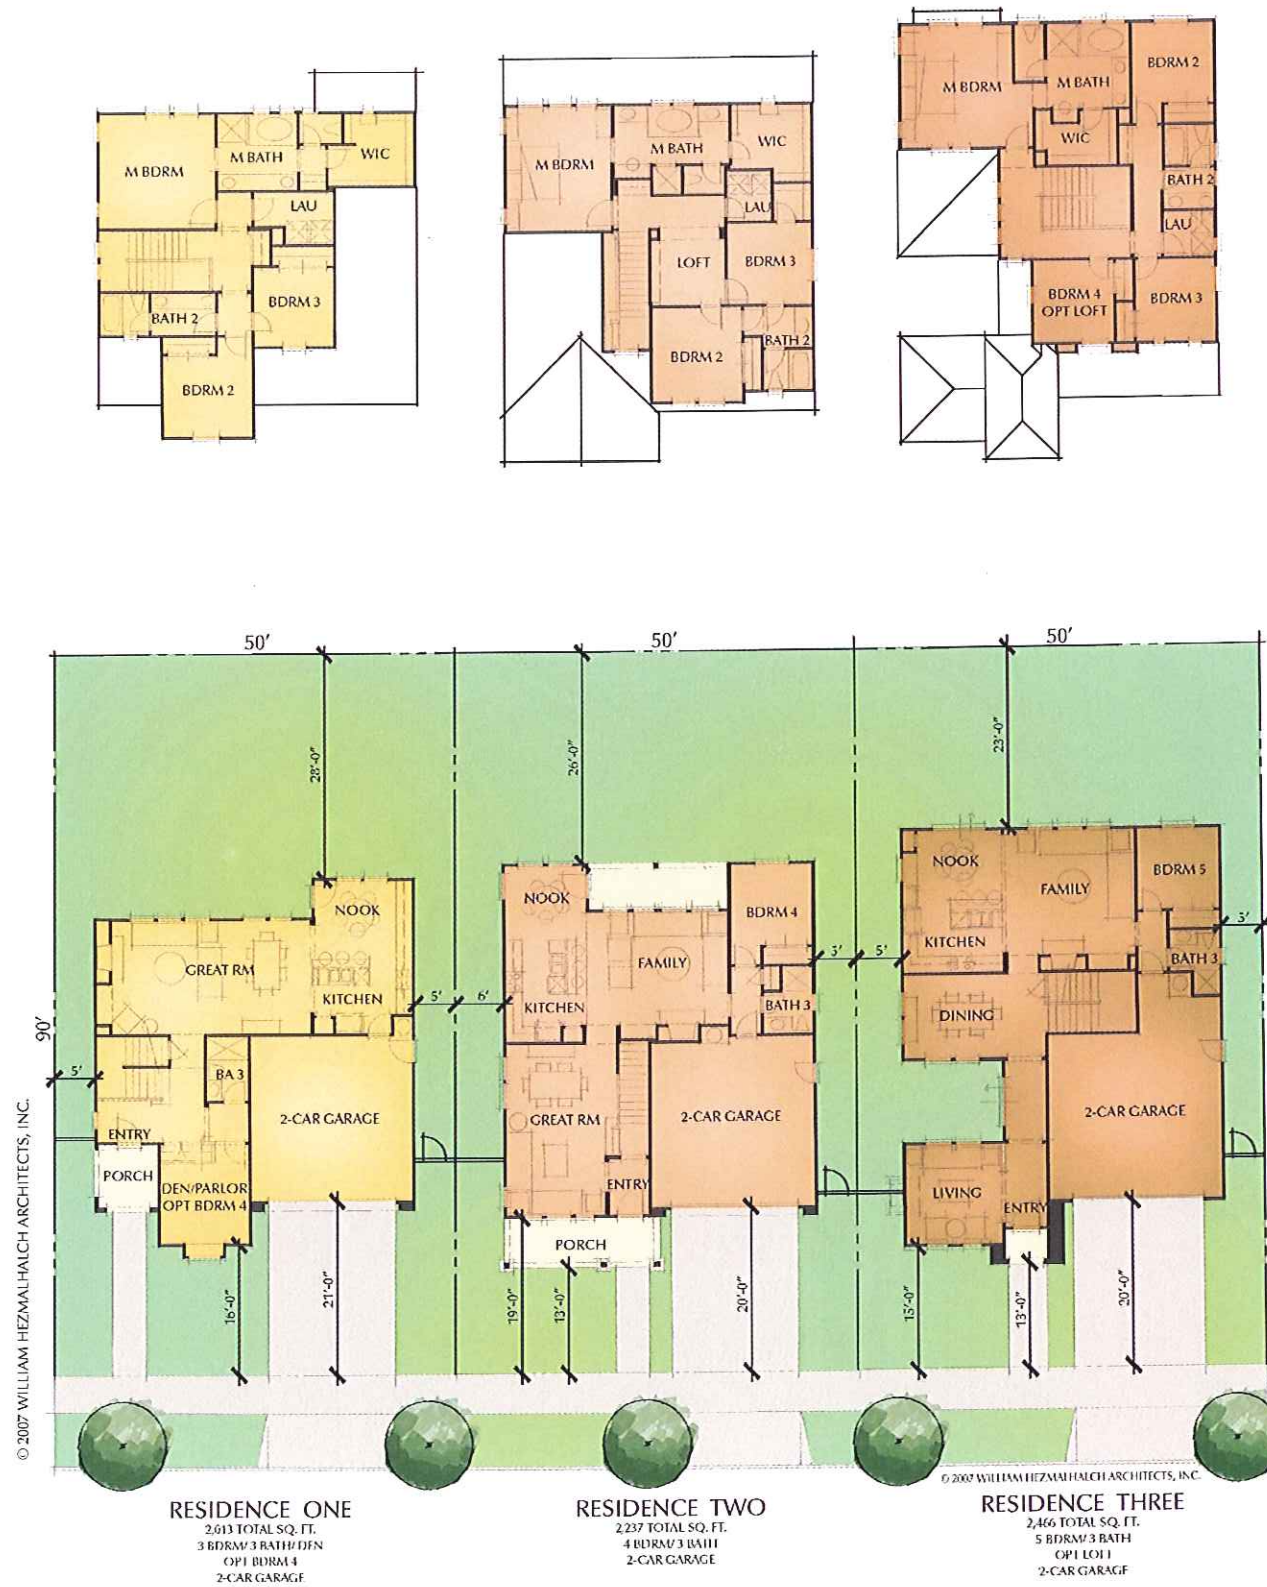 M BDRM
M BATH
WIC
LAU
BDRM 3
BATH 2
BDRM 2
M BDRM
M BATH
WIC
LAU
LOFT
BDRM 3
BDRM 2
BATH 2
M BDRM
M BATH
BDRM 2
WIC
BATH 2
LAU
BDRM 4
OPT LOFT
BDRM 3
50'
50'
50'
90'
28'-0"
26'-0"
23'-0"
NOOK
GREAT RM
KITCHEN
5'
BA 3
2-CAR GARAGE
ENTRY
PORCH
DEN/PARLOR
OPT BDRM 4
16'-0"
21'-0"
5'
6'
NOOK
BDRM 4
FAMILY
KITCHEN
BATH 3
GREAT RM
2-CAR GARAGE
ENTRY
PORCH
19'-0"
13'-0"
20'-0"
5'
NOOK
FAMILY
BDRM 5
KITCHEN
BATH 3
DINING
2-CAR GARAGE
LIVING
ENTRY
15'-0"
13'-0"
20'-0"
© 2007 WILLIAM HEZMALHALCH ARCHITECTS, INC.
© 2007 WILLIAM HEZMALHALCH ARCHITECTS, INC.
RESIDENCE ONE
2,013 TOTAL SQ. FT.
3 BDRM/ 3 BATH/ DEN
OPT BDRM 4
2-CAR GARAGE
RESIDENCE TWO
2,237 TOTAL SQ. FT.
4 BDRM/ 3 BATH
2-CAR GARAGE
RESIDENCE THREE
2,466 TOTAL SQ. FT.
5 BDRM/ 3 BATH
OPT LOFT
2-CAR GARAGE